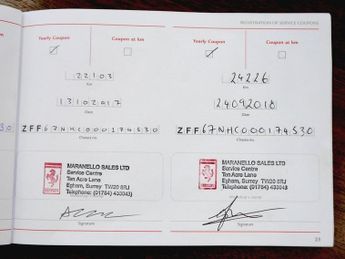 REGISTRATION OF SERVICE COUPONS
Yearly Coupon
Coupon at km
22103
Km
13102017
Date
ZFF67NHC000174530
Chassis no.
MARANELLO SALES LTD
Service Centre
Ten Acre Lane
Egham, Surrey TW20 8RJ
Telephone: (01784)
Signature
Yearly Coupon
Coupon at km
24226
Km
24092018
Date
ZFF67NHC000174530
Chassis no.
MARANELLO SALES LTD
Service Centre
Ten Acre Lane
Egham, Surrey TW20 8RJ
Telephone: (01784)
Signature